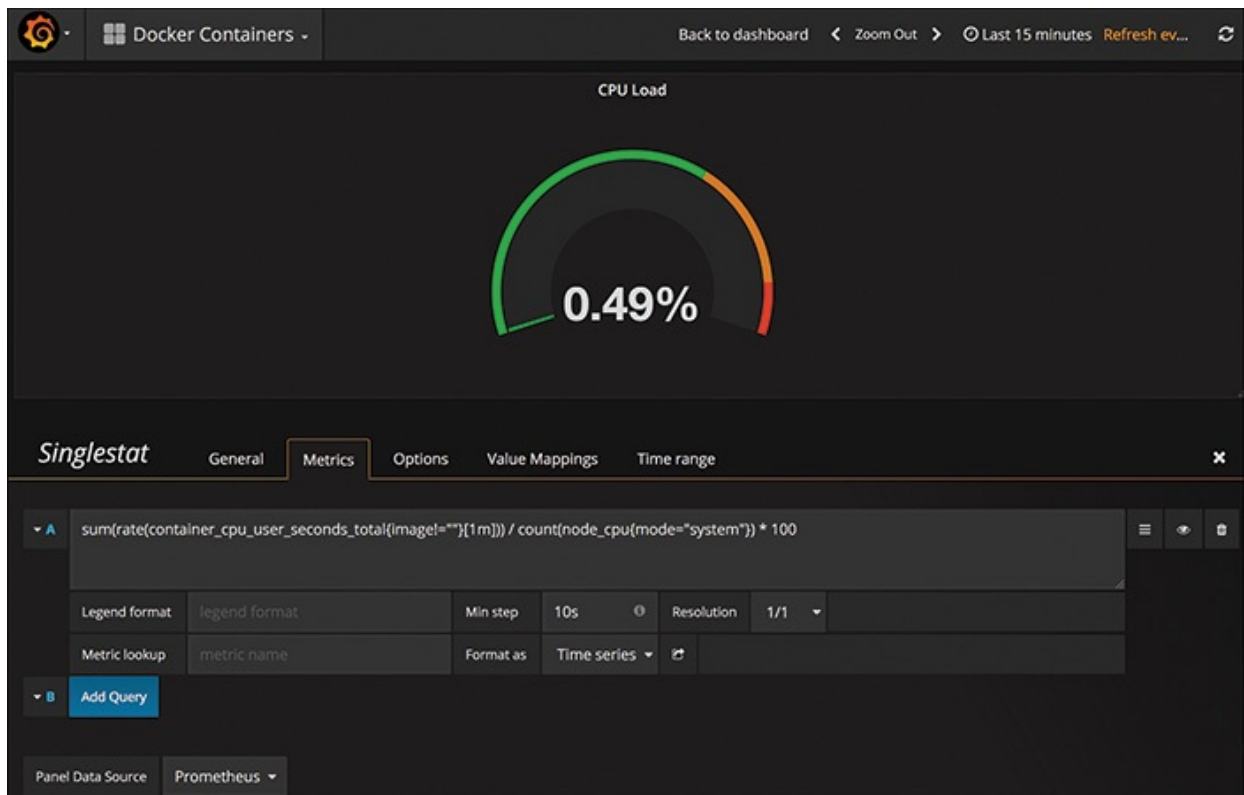 Docker Containers
Back to dashboard
Zoom Out
Last 15 minutes Refresh ev...
CPU Load
0.49%
Singlestat
General
Metrics
Options
Value Mappings
Time range
A
sum(rate(container_cpu_user_seconds_total{image!=""}[1m])) / count(node_cpu{mode="system"}) * 100
Legend format
legend format
Min step
10s
Resolution
1/1
Metric lookup
metric name
Format as
Time series
B
Add Query
Panel Data Source
Prometheus